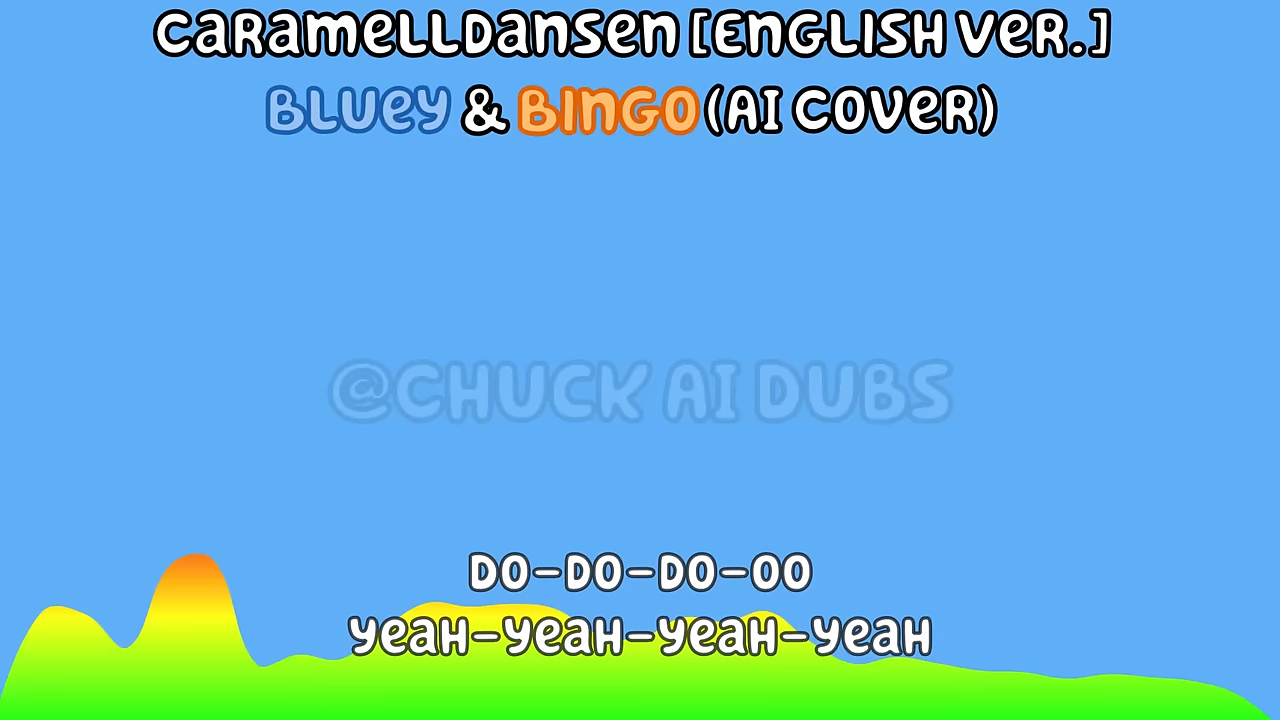 CARAMELLDANSEN [ENGLISH VER.]
BLUEY & BINGO (AI COVER)
@CHUCK AI DUBS
DO-DO-DO-OO
YEAH-YEAH-YEAH-YEAH